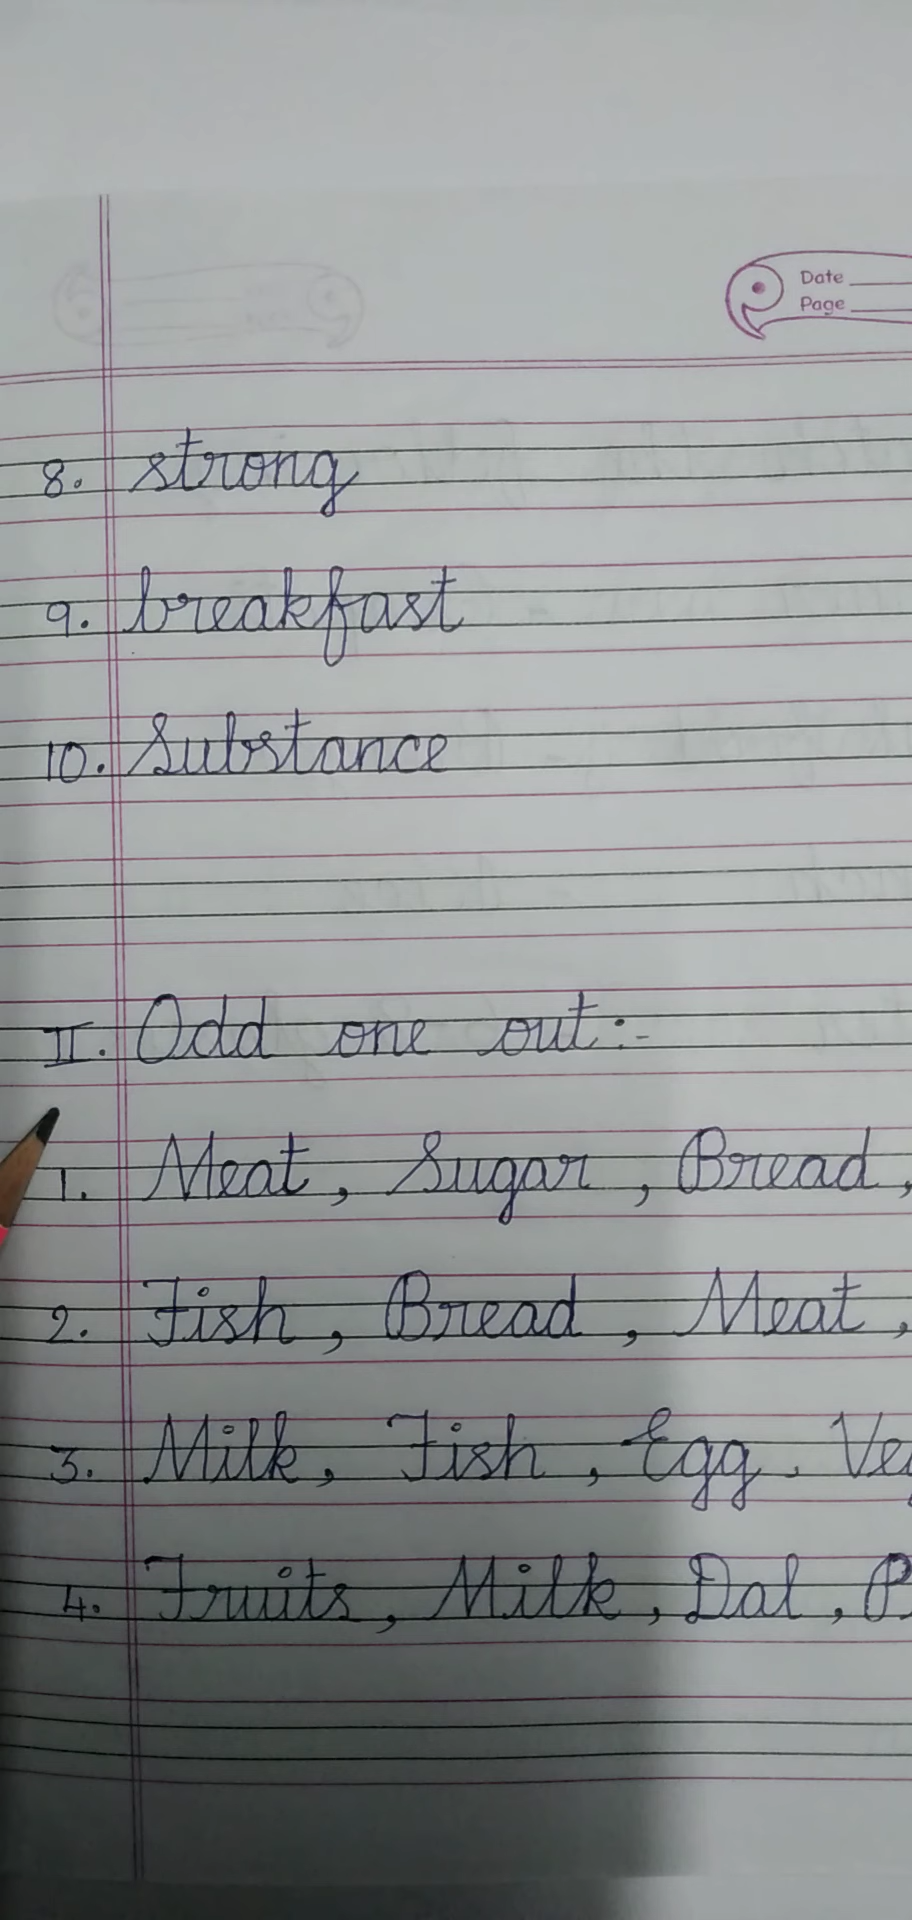 Date
Page
8. strong
9. breakfast
10. Substance
II. Odd one out:-
1. Meat, Sugar, Bread,
2. Fish, Bread, Meat,
3. Milk, Fish, Egg,
4. Fruits, Milk, Dal,